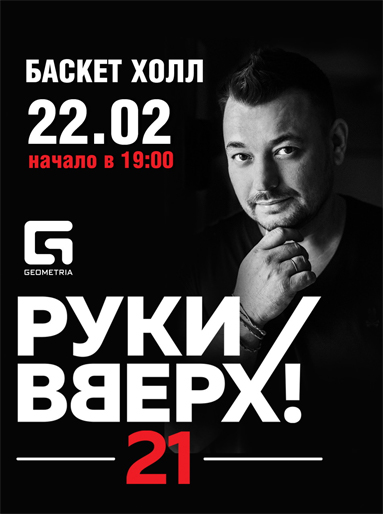 БАСКЕТ ХОЛЛ
22.02
начало в 19:00
GEOMETRIA
РУКИ
ВВЕРХ!
21